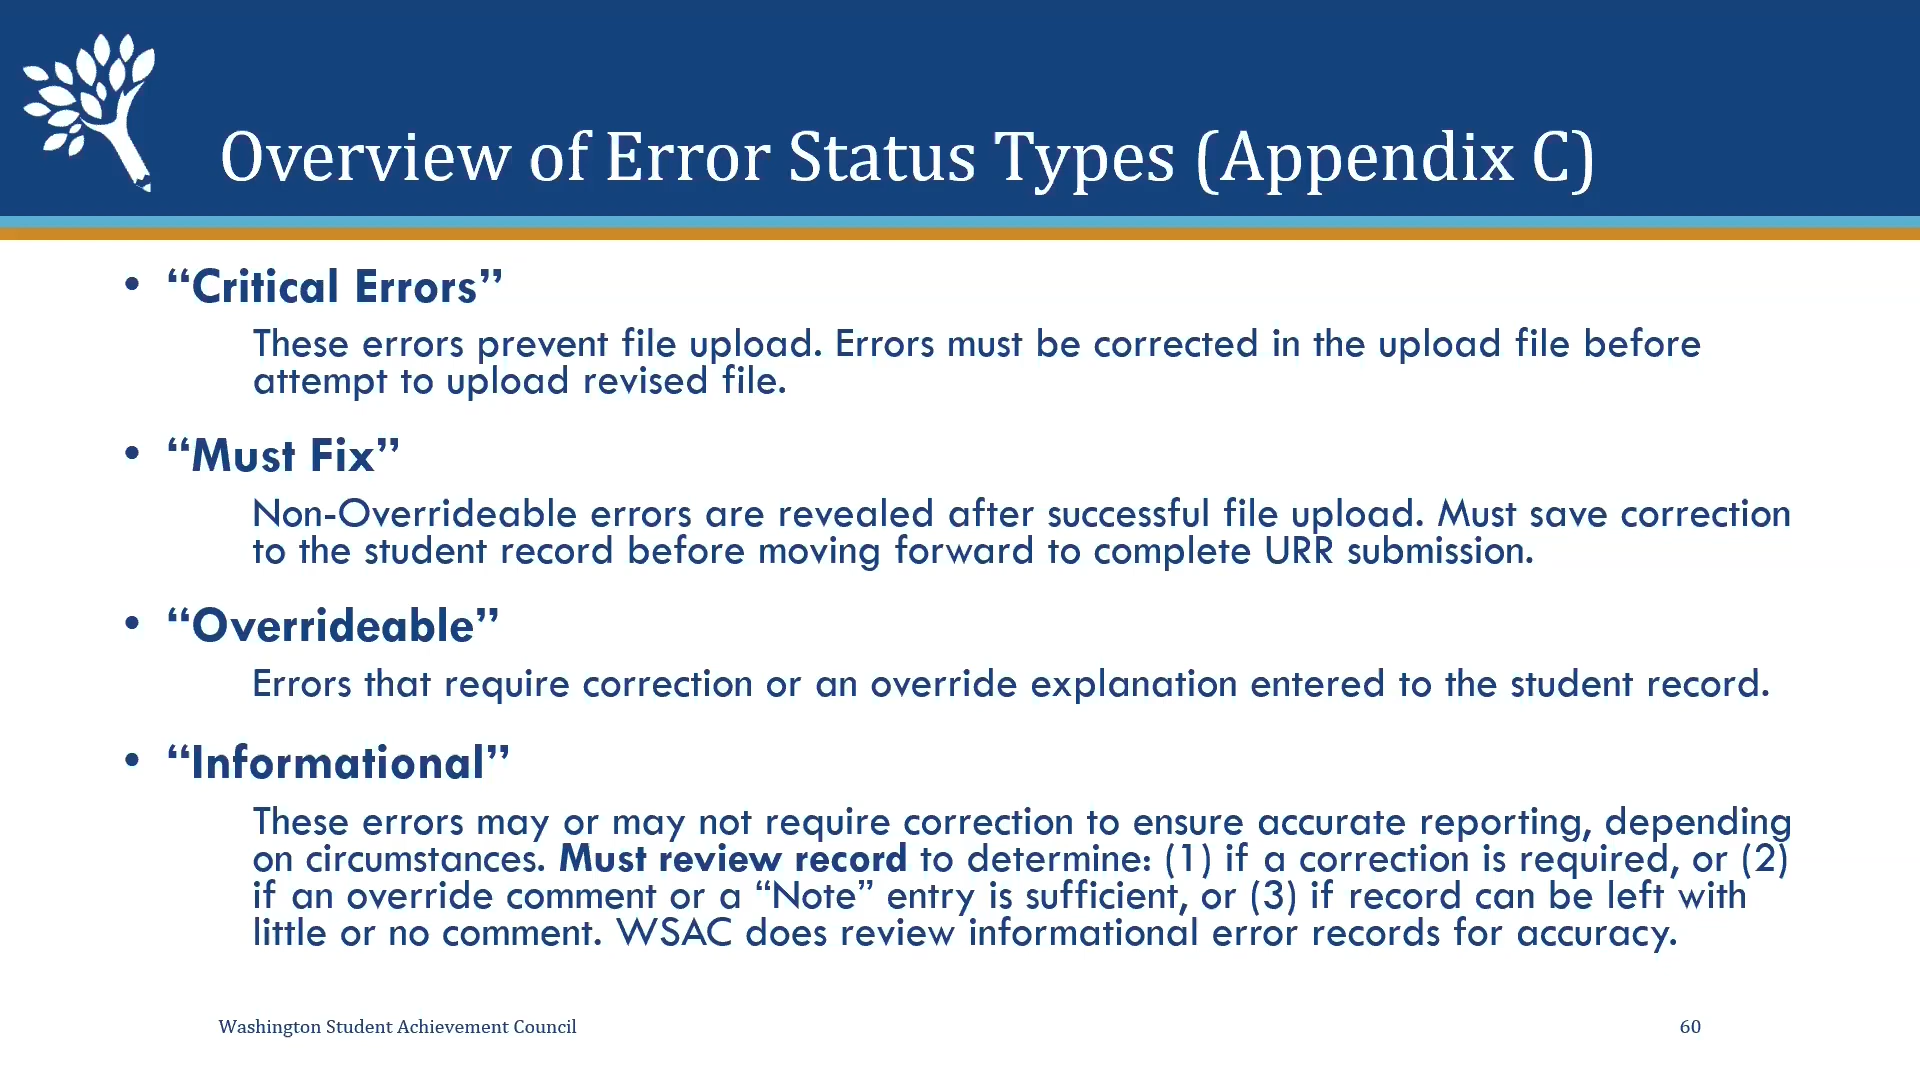 Overview of Error Status Types (Appendix C)
• “Critical Errors”
These errors prevent file upload. Errors must be corrected in the upload file before
attempt to upload revised file.
• “Must Fix”
Non-Overrideable errors are revealed after successful file upload. Must save correction
to the student record before moving forward to complete URR submission.
• “Overrideable”
Errors that require correction or an override explanation entered to the student record.
• “Informational”
These errors may or may not require correction to ensure accurate reporting, depending
on circumstances. Must review record to determine: (1) if a correction is required, or (2)
if an override comment or a “Note” entry is sufficient, or (3) if record can be left with
little or no comment. WSAC does review informational error records for accuracy.
Washington Student Achievement Council
60